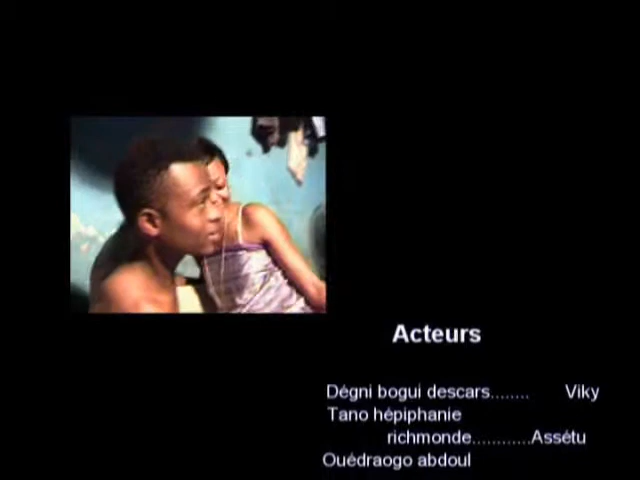 Acteurs
Dégni bogui descars........ Viky
Tano hépiphanie
richmonde............Assétu
Ouédraogo abdoul